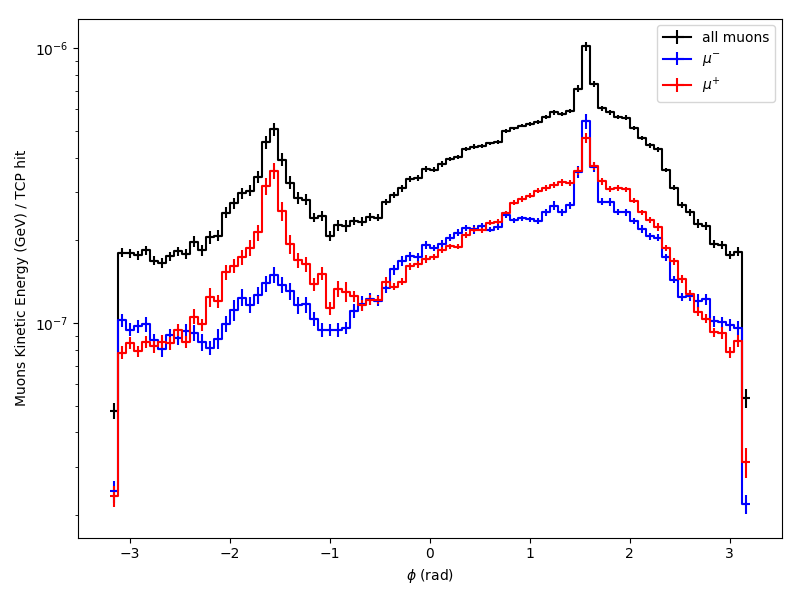 Muons Kinetic Energy (GeV) / TCP hit
10⁻⁶
10⁻⁷
all muons
μ⁻
μ⁺
−3 −2 −1 0 1 2 3
ϕ (rad)